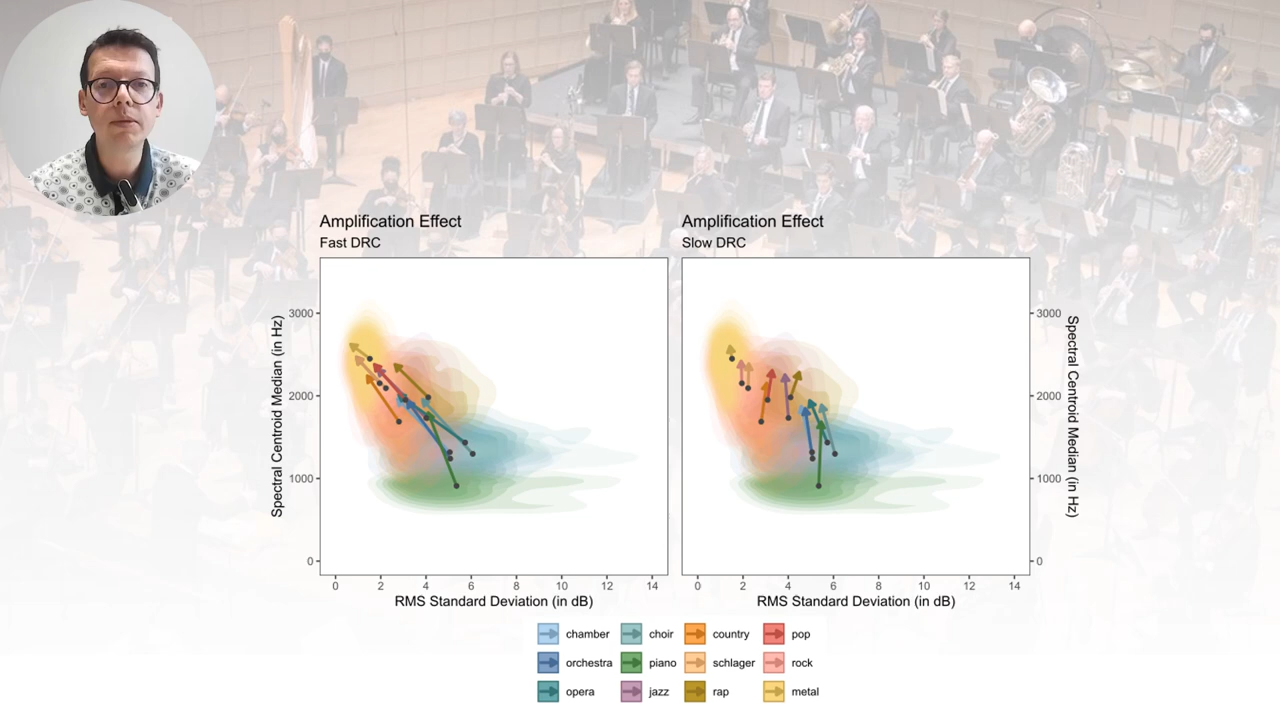 Amplification Effect
Fast DRC
Amplification Effect
Slow DRC
Spectral Centroid Median (in Hz)
3000
2000
1000
0
0 2 4 6 8 10 12 14
RMS Standard Deviation (in dB)
0 2 4 6 8 10 12 14
RMS Standard Deviation (in dB)
3000
2000
1000
0
Spectral Centroid Median (in Hz)
chamber choir country pop
orchestra piano schlager rock
opera jazz rap metal